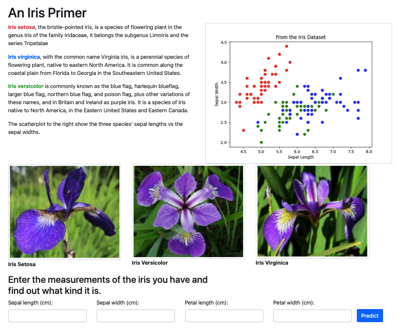 An Iris Primer
Iris setosa, the bristle-pointed iris, is a species of flowering plant in the
genus Iris of the family Iridaceae, it belongs the subgenus Limniris and the
series Tripetalae
Iris virginica, with the common name Virginia iris, is a perennial species of
flowering plant, native to eastern North America. It is common along the
coastal plain from Florida to Georgia in the Southeastern United States.
Iris versicolor is commonly known as the blue flag, harlequin blueflag,
larger blue flag, northern blue flag, and poison flag, plus other variations of
these names, and in Britain and Ireland as purple iris. It is a species of Iris
native to North America, in the Eastern United States and Eastern Canada.
The scatterplot to the right show the three species' sepal lengths vs the
sepal widths.
From the Iris Dataset
Sepal Width
4.5
4.0
3.5
3.0
2.5
2.0
4.5 5.0 5.5 6.0 6.5 7.0 7.5 8.0
Sepal Length
Iris Setosa
Iris Versicolor
Iris Virginica
Enter the measurements of the iris you have and
find out what kind it is.
Sepal length (cm): Sepal width (cm): Petal length (cm): Petal width (cm):
Predict